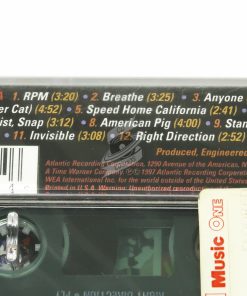 A 1. RPM (3:20) • 2. Breathe (3:25) • 3. Anyone
er Cat) (4:52) • 5. Speed Home California (2:41) •
ist, Snap (3:12) • 8. American Pig (4:00) • 9. Stan
• 11. Invisible (3:08) • 12. Right Direction (2:52)
Produced, Engineered
Atlantic Recording Corporation, 1290 Avenue of the Americas, N
A Time Warner Company. ©1997 Atlantic Recording Corporation
WEA International Inc. for the world outside of the United States
Printed in U.S.A. Warning: Unauthorized reproduction
Music One
RIGHT DIRECTION